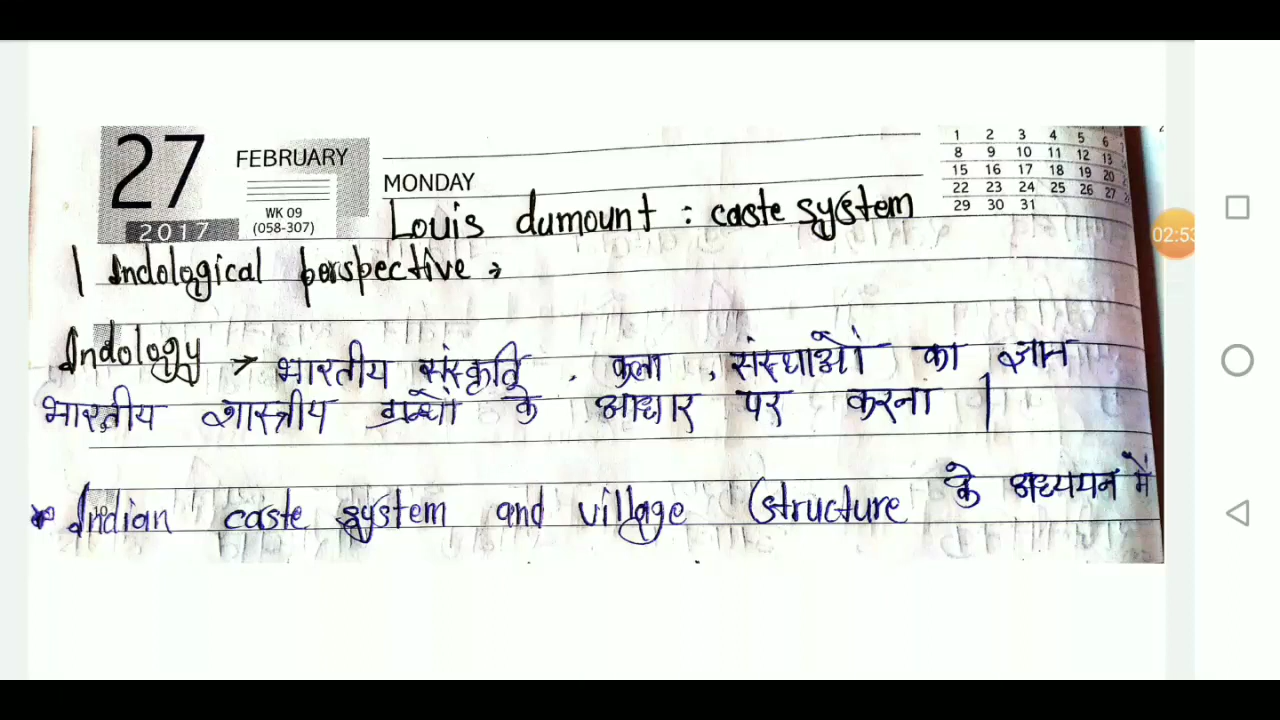 27
FEBRUARY
WK 09
(058-307)
2017
MONDAY
1 2 3 4 5 6
8 9 10 11 12 13
15 16 17 18 19 20
22 23 24 25 26 27
29 30 31
02:53
Louis dumount : caste system
Indological perspective →
Indology → भारतीय संस्कृति , कला , संस्थाओं का ज्ञान
भारतीय शास्त्रीय ग्रन्थों के आधार पर करना |
Indian caste system and village (structure के अध्ययन में